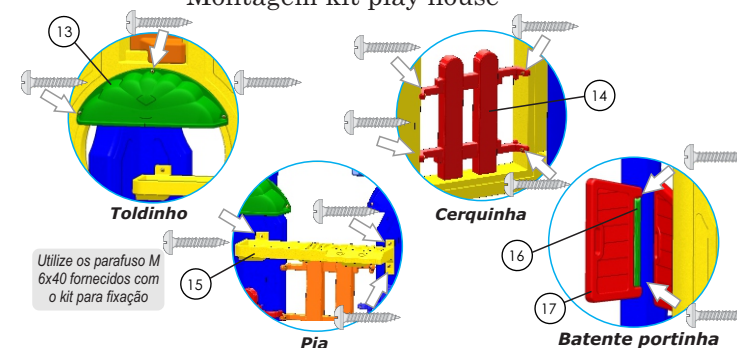 Montagem kit play house
13
Toldinho
14
Cerquinha
Utilize os parafuso M
6x40 fornecidos com
o kit para fixação
15
Pia
16
17
Batente portinha